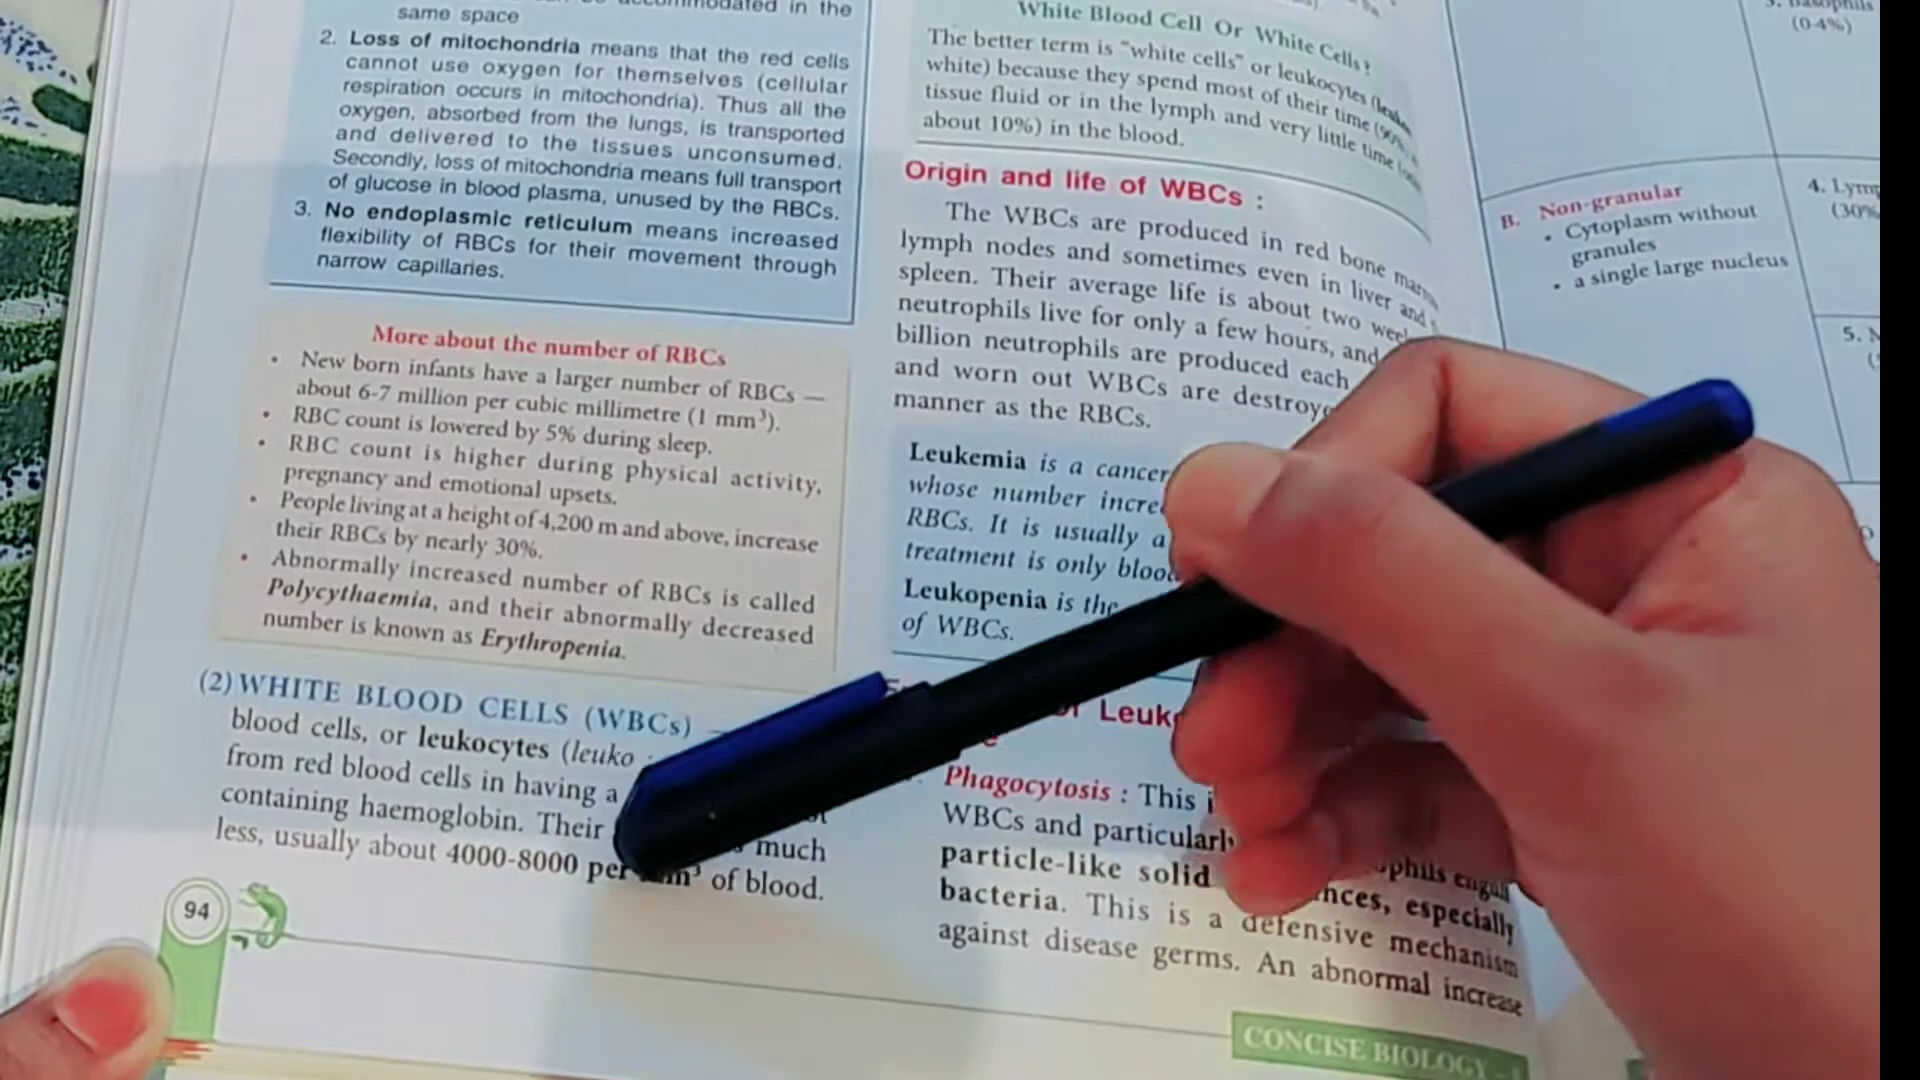 accommodated in the
same space
2. Loss of mitochondria means that the red cells
cannot use oxygen for themselves (cellular
respiration occurs in mitochondria). Thus all the
oxygen, absorbed from the lungs, is transported
and delivered to the tissues unconsumed.
Secondly, loss of mitochondria means full transport
of glucose in blood plasma, unused by the RBCs.
3. No endoplasmic reticulum means increased
flexibility of RBCs for their movement through
narrow capillaries.
More about the number of RBCs
• New born infants have a larger number of RBCs —
about 6-7 million per cubic millimetre (1 mm³).
• RBC count is lowered by 5% during sleep.
• RBC count is higher during physical activity,
pregnancy and emotional upsets.
• People living at a height of 4,200 m and above, increase
their RBCs by nearly 30%.
• Abnormally increased number of RBCs is called
Polycythaemia, and their abnormally decreased
number is known as Erythropenia.
(2) WHITE BLOOD CELLS (WBCs) —
blood cells, or leukocytes (leuko :
from red blood cells in having a
containing haemoglobin. Their much
less, usually about 4000-8000 per mm³ of blood.
94
White Blood Cell Or White Cells?
The better term is "white cells" or leukocytes
white) because they spend most of their time (90%
tissue fluid or in the lymph and very little time
about 10%) in the blood.
Origin and life of WBCs :
The WBCs are produced in red bone
lymph nodes and sometimes even in liver and
spleen. Their average life is about two
neutrophils live for only a few hours, and
billion neutrophils are produced each
and worn out WBCs are
manner as the RBCs.
Leukemia is a cancer
whose number
RBCs. It is usually a
treatment is only
Leukopenia is the
of WBCs.
Phagocytosis : This
WBCs and
particle-like solid especially
bacteria. This is a defensive mechanism
against disease germs. An abnormal increase
CONCISE BIOLOGY
(0-4%)
B. Non-granular
• Cytoplasm without
granules
• a single large nucleus
4.
5.